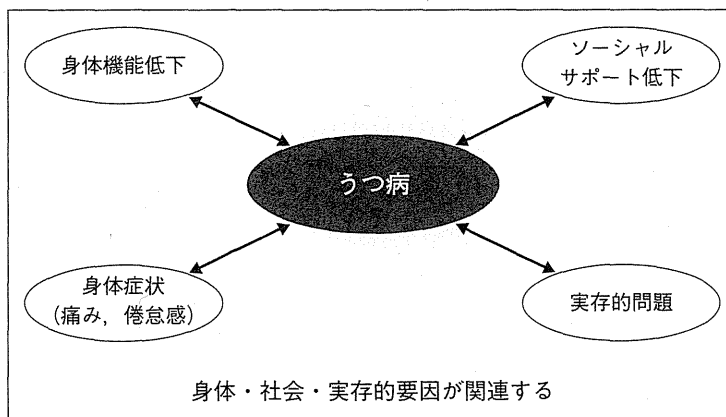 身体機能低下
ソーシャル
サポート低下
うつ病
身体症状
(痛み，倦怠感)
実存的問題
身体・社会・実存的要因が関連する